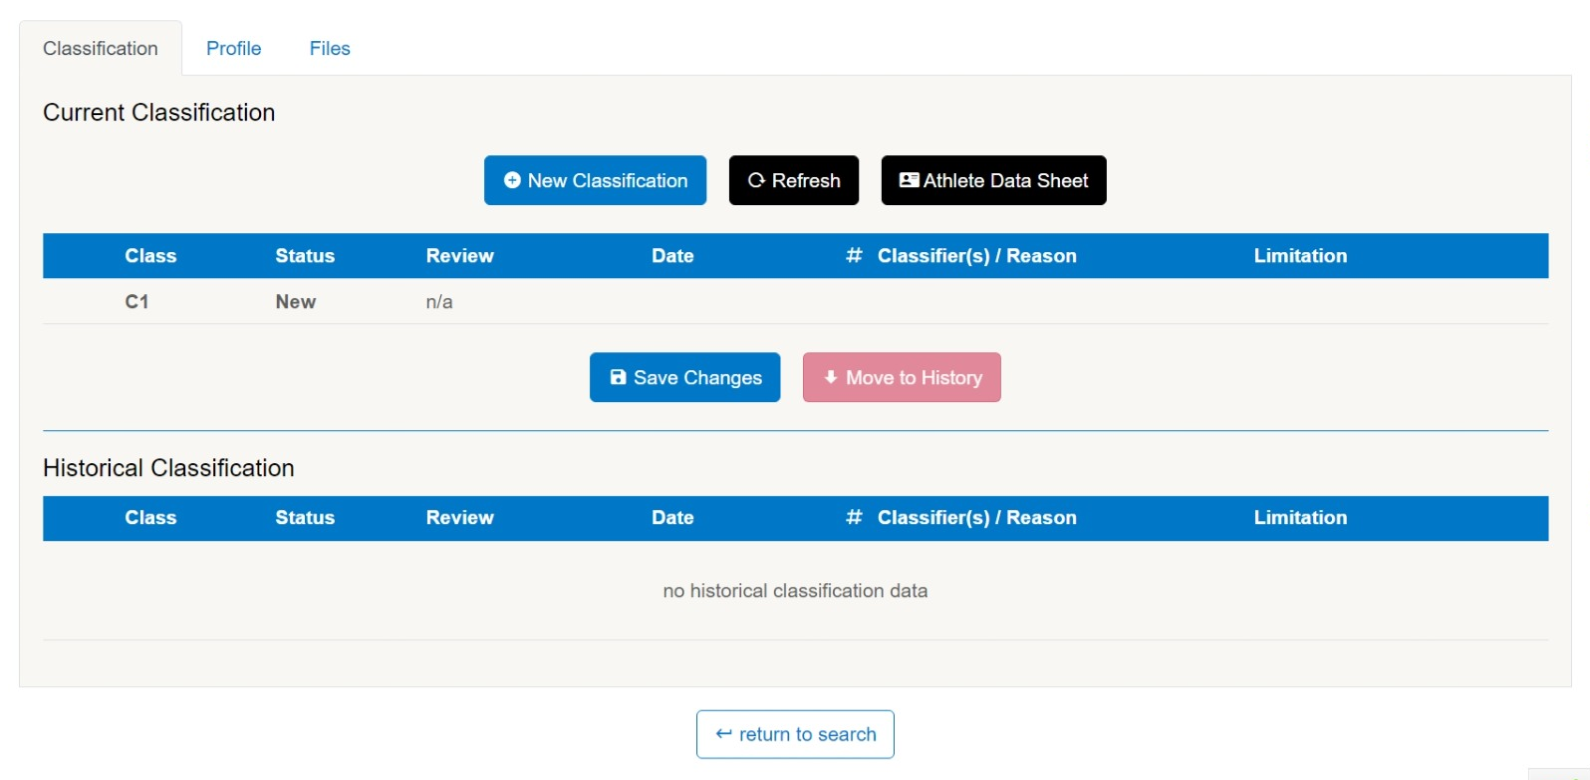 Classification Profile Files
Current Classification
New Classification Refresh Athlete Data Sheet
Class Status Review Date # Classifier(s) / Reason Limitation
C1 New n/a
Save Changes Move to History
Historical Classification
Class Status Review Date # Classifier(s) / Reason Limitation
no historical classification data
return to search